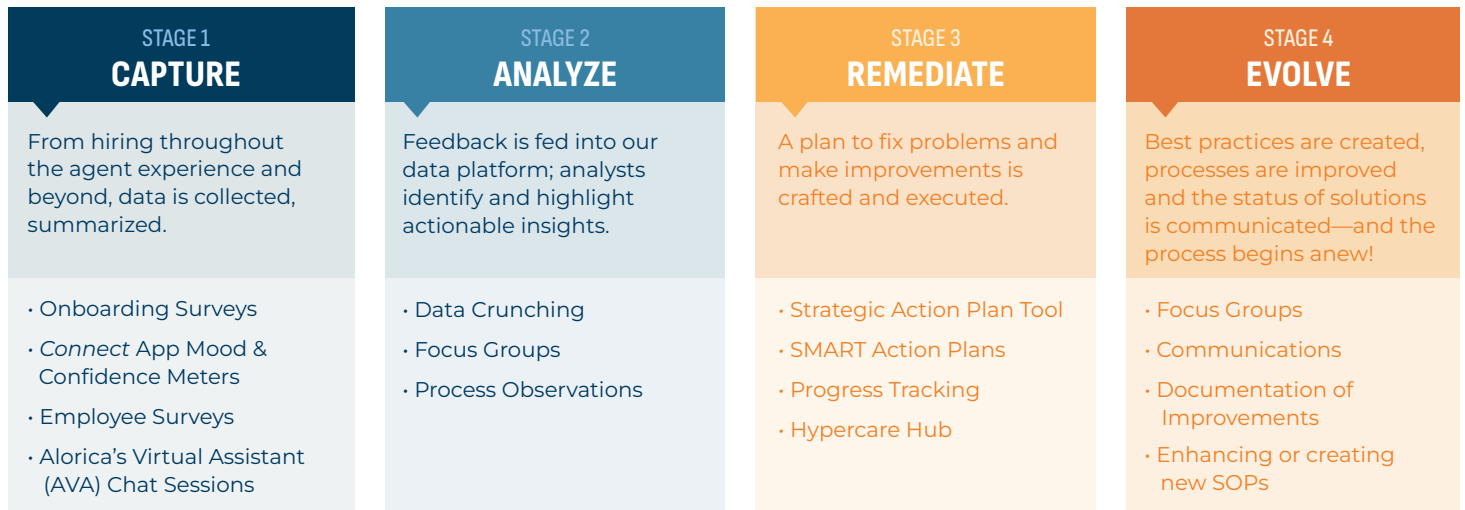 STAGE 1
CAPTURE
From hiring throughout
the agent experience and
beyond, data is collected,
summarized.
• Onboarding Surveys
• Connect App Mood &
Confidence Meters
• Employee Surveys
• Alorica’s Virtual Assistant
(AVA) Chat Sessions
STAGE 2
ANALYZE
Feedback is fed into our
data platform; analysts
identify and highlight
actionable insights.
• Data Crunching
• Focus Groups
• Process Observations
STAGE 3
REMEDIATE
A plan to fix problems and
make improvements is
crafted and executed.
• Strategic Action Plan Tool
• SMART Action Plans
• Progress Tracking
• Hypercare Hub
STAGE 4
EVOLVE
Best practices are created,
processes are improved
and the status of solutions
is communicated—and the
process begins anew!
• Focus Groups
• Communications
• Documentation of
Improvements
• Enhancing or creating
new SOPs